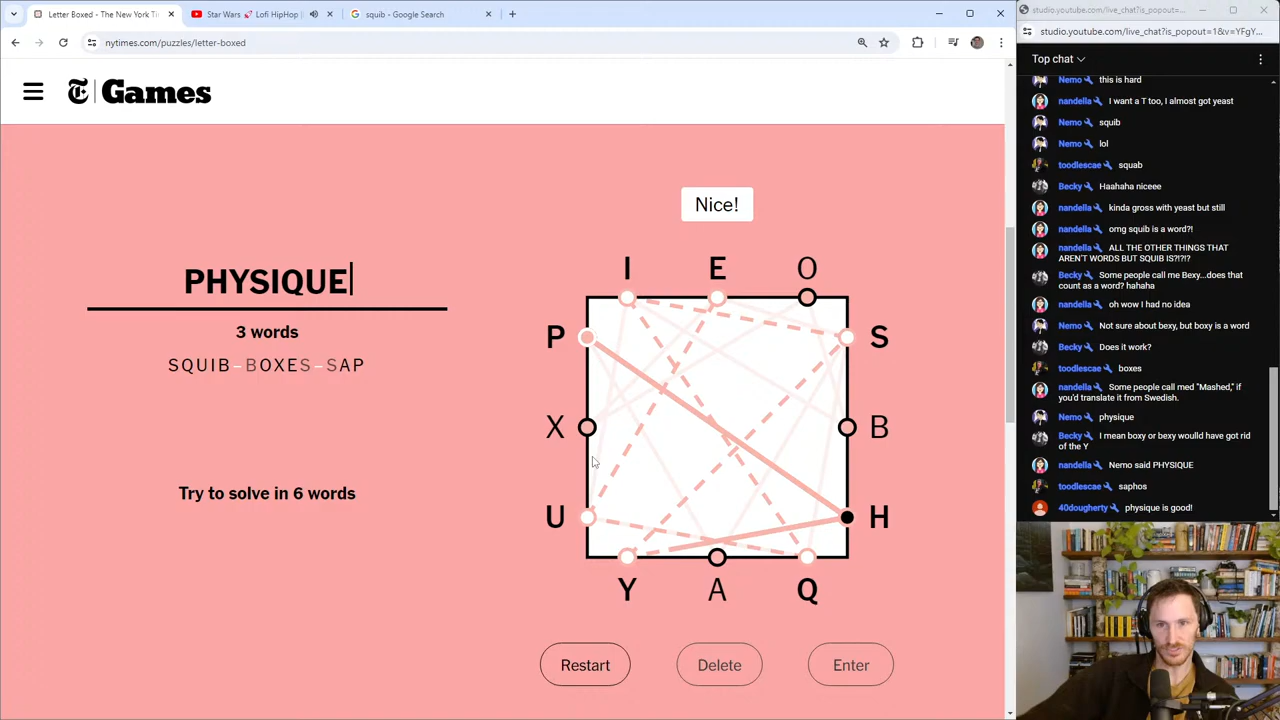 Letter Boxed - The New York Ti
Star Wars 🚀 Lofi HipHop
squib - Google Search
nytimes.com/puzzles/letter-boxed
T Games
Nice!
PHYSIQUE
3 words
SQUIB–BOXES–SAP
Try to solve in 6 words
I E O
P S
X B
U H
Y A Q
Restart
Delete
Enter
studio.youtube.com/live_chat?is_popout=...
studio.youtube.com/live_chat?is_popout=1&v=YFgY...
Top chat
Nemo this is hard
nandella I want a T too, I almost got yeast
Nemo squib
Nemo lol
toodlescae squab
Becky Haahaha niceee
nandella kinda gross with yeast but still
nandella omg squib is a word?!
nandella ALL THE OTHER THINGS THAT
AREN'T WORDS BUT SQUIB IS?!?!?
Becky Some people call me Bexy...does that
count as a word? hahaha
nandella oh wow I had no idea
Nemo Not sure about bexy, but boxy is a word
Becky Does it work?
toodlescae boxes
nandella Some people call med "Mashed," if
you'd translate it from Swedish.
Nemo physique
Becky I mean boxy or bexy woulld have got rid
of the Y
nandella Nemo said PHYSIQUE
toodlescae saphos
40dougherty physique is good!